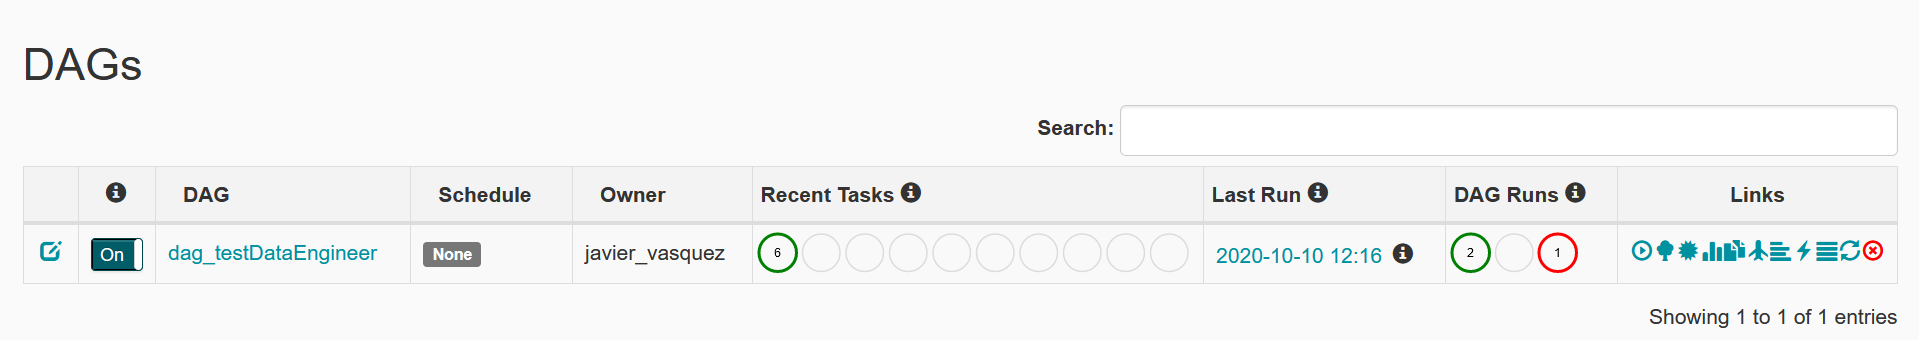 DAGs
Search:
DAG Schedule Owner Recent Tasks Last Run DAG Runs Links
On dag_testDataEngineer None javier_vasquez 6 2020-10-10 12:16 2 1
Showing 1 to 1 of 1 entries